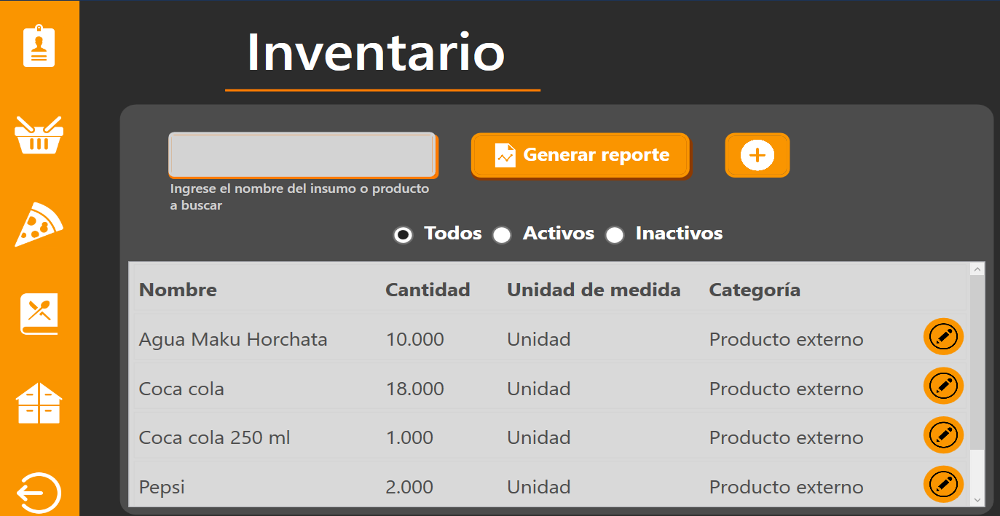 Inventario
Generar reporte
Ingrese el nombre del insumo o producto
a buscar
Todos Activos Inactivos
Nombre Cantidad Unidad de medida Categoría
Agua Maku Horchata 10.000 Unidad Producto externo
Coca cola 18.000 Unidad Producto externo
Coca cola 250 ml 1.000 Unidad Producto externo
Pepsi 2.000 Unidad Producto externo